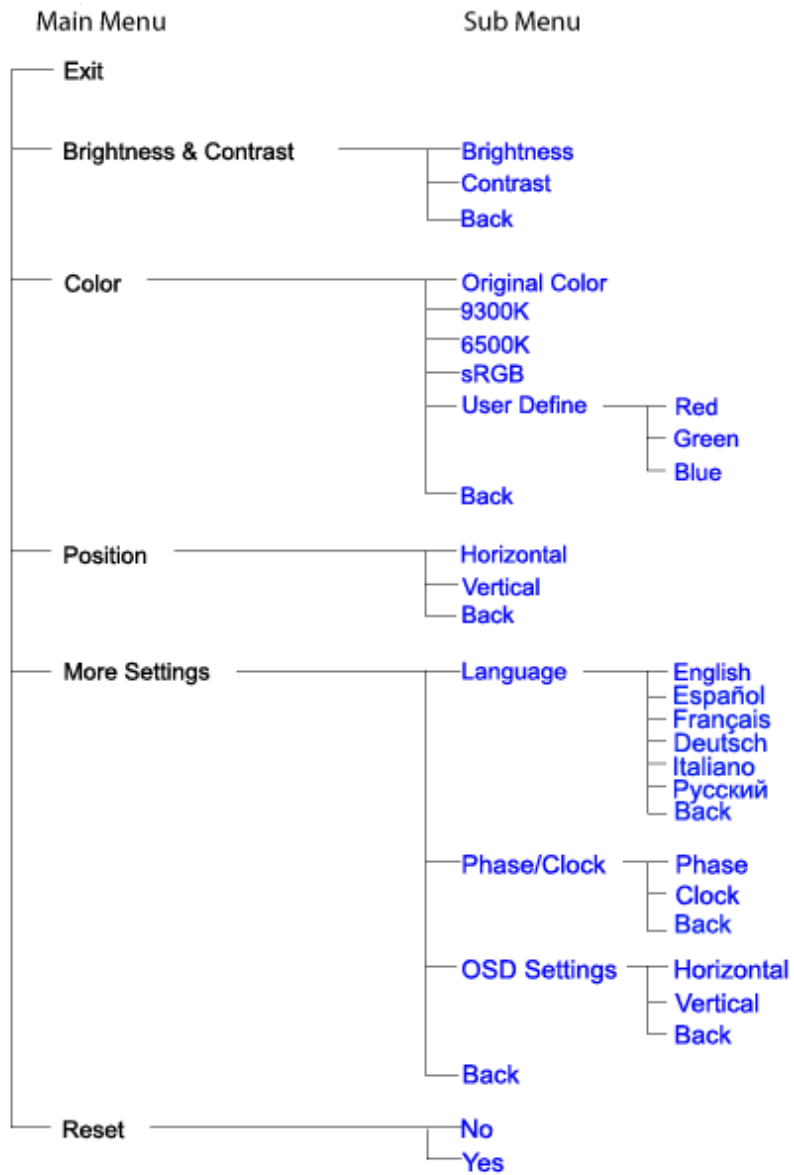 Main Menu Sub Menu
Exit
Brightness & Contrast Brightness
Contrast
Back
Color Original Color
9300K
6500K
sRGB
User Define Red
Green
Blue
Back
Position Horizontal
Vertical
Back
More Settings Language English
Español
Français
Deutsch
Italiano
Русский
Back
Phase/Clock Phase
Clock
Back
OSD Settings Horizontal
Vertical
Back
Back
Reset No
Yes